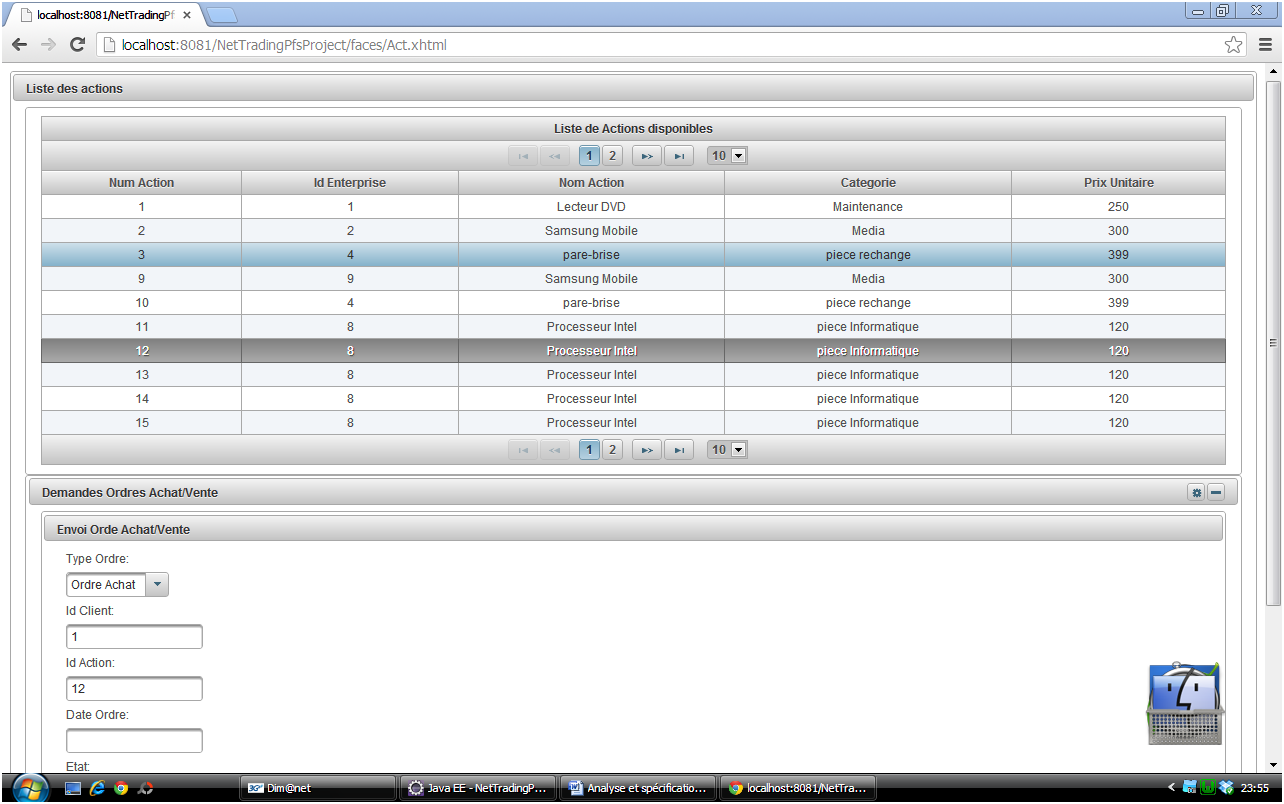 localhost:8081/NetTradingPf
localhost:8081/NetTradingPfsProject/faces/Act.xhtml
Liste des actions
Liste de Actions disponibles
1 2 10
Num Action Id Enterprise Nom Action Categorie Prix Unitaire
1 1 Lecteur DVD Maintenance 250
2 2 Samsung Mobile Media 300
3 4 pare-brise piece rechange 399
9 9 Samsung Mobile Media 300
10 4 pare-brise piece rechange 399
11 8 Processeur Intel piece Informatique 120
12 8 Processeur Intel piece Informatique 120
13 8 Processeur Intel piece Informatique 120
14 8 Processeur Intel piece Informatique 120
15 8 Processeur Intel piece Informatique 120
1 2 10
Demandes Ordres Achat/Vente
Envoi Orde Achat/Vente
Type Ordre:
Ordre Achat
Id Client:
1
Id Action:
12
Date Ordre:
Etat:
Dim@net Java EE - NetTradingP... Analyse et spécificatio... localhost:8081/NetTra... 23:55